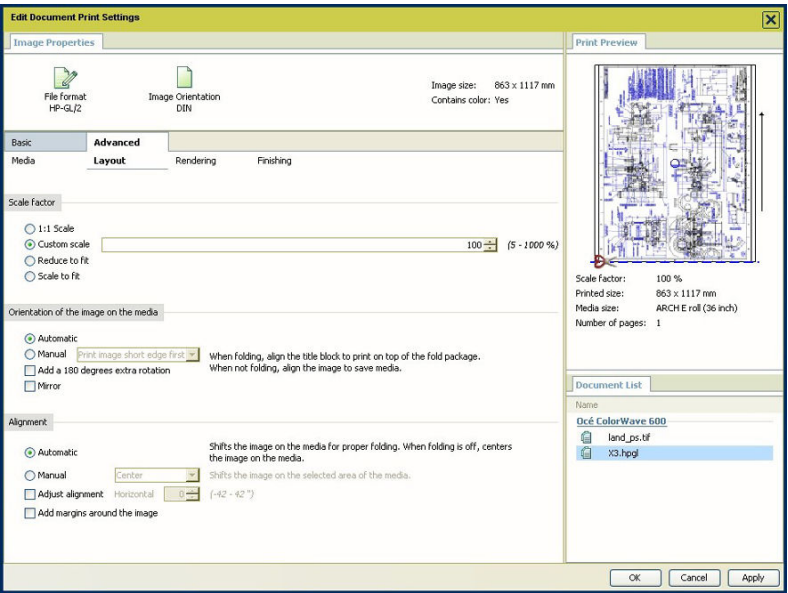 Edit Document Print Settings
Image Properties
File format
HP-GL/2
Image Orientation
DIN
Image size: 863 x 1117 mm
Contains color: Yes
Basic Advanced
Media Layout Rendering Finishing
Scale factor
1:1 Scale
Custom scale 100 (5 - 1000 %)
Reduce to fit
Scale to fit
Orientation of the image on the media
Automatic
Manual Print image short edge first
When folding, align the title block to print on top of the fold package.
When not folding, align the image to save media.
Add a 180 degrees extra rotation
Mirror
Alignment
Automatic
Shifts the image on the media for proper folding. When folding is off, centers
the image on the media.
Manual Center Shifts the image on the selected area of the media.
Adjust alignment Horizontal 0 (-42 - 42 ")
Add margins around the image
Print Preview
Scale factor: 100 %
Printed size: 863 x 1117 mm
Media size: ARCH E roll (36 inch)
Number of pages: 1
Document List
Name
Océ ColorWave 600
land_ps.tif
X3.hpgl
OK Cancel Apply